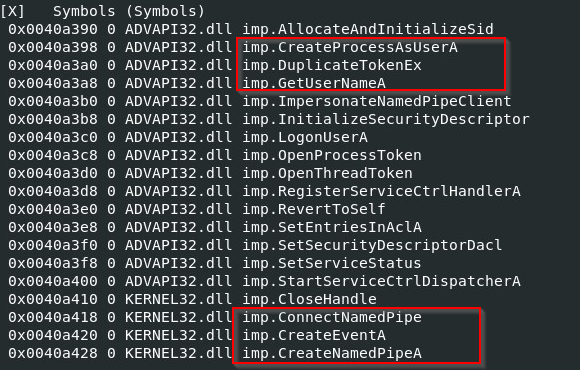 [X]   Symbols (Symbols)
0x0040a390 0 ADVAPI32.dll imp.AllocateAndInitializeSid
0x0040a398 0 ADVAPI32.dll imp.CreateProcessAsUserA
0x0040a3a0 0 ADVAPI32.dll imp.DuplicateTokenEx
0x0040a3a8 0 ADVAPI32.dll imp.GetUserNameA
0x0040a3b0 0 ADVAPI32.dll imp.ImpersonateNamedPipeClient
0x0040a3b8 0 ADVAPI32.dll imp.InitializeSecurityDescriptor
0x0040a3c0 0 ADVAPI32.dll imp.LogonUserA
0x0040a3c8 0 ADVAPI32.dll imp.OpenProcessToken
0x0040a3d0 0 ADVAPI32.dll imp.OpenThreadToken
0x0040a3d8 0 ADVAPI32.dll imp.RegisterServiceCtrlHandlerA
0x0040a3e0 0 ADVAPI32.dll imp.RevertToSelf
0x0040a3e8 0 ADVAPI32.dll imp.SetEntriesInAclA
0x0040a3f0 0 ADVAPI32.dll imp.SetSecurityDescriptorDacl
0x0040a3f8 0 ADVAPI32.dll imp.SetServiceStatus
0x0040a400 0 ADVAPI32.dll imp.StartServiceCtrlDispatcherA
0x0040a410 0 KERNEL32.dll imp.CloseHandle
0x0040a418 0 KERNEL32.dll imp.ConnectNamedPipe
0x0040a420 0 KERNEL32.dll imp.CreateEventA
0x0040a428 0 KERNEL32.dll imp.CreateNamedPipeA